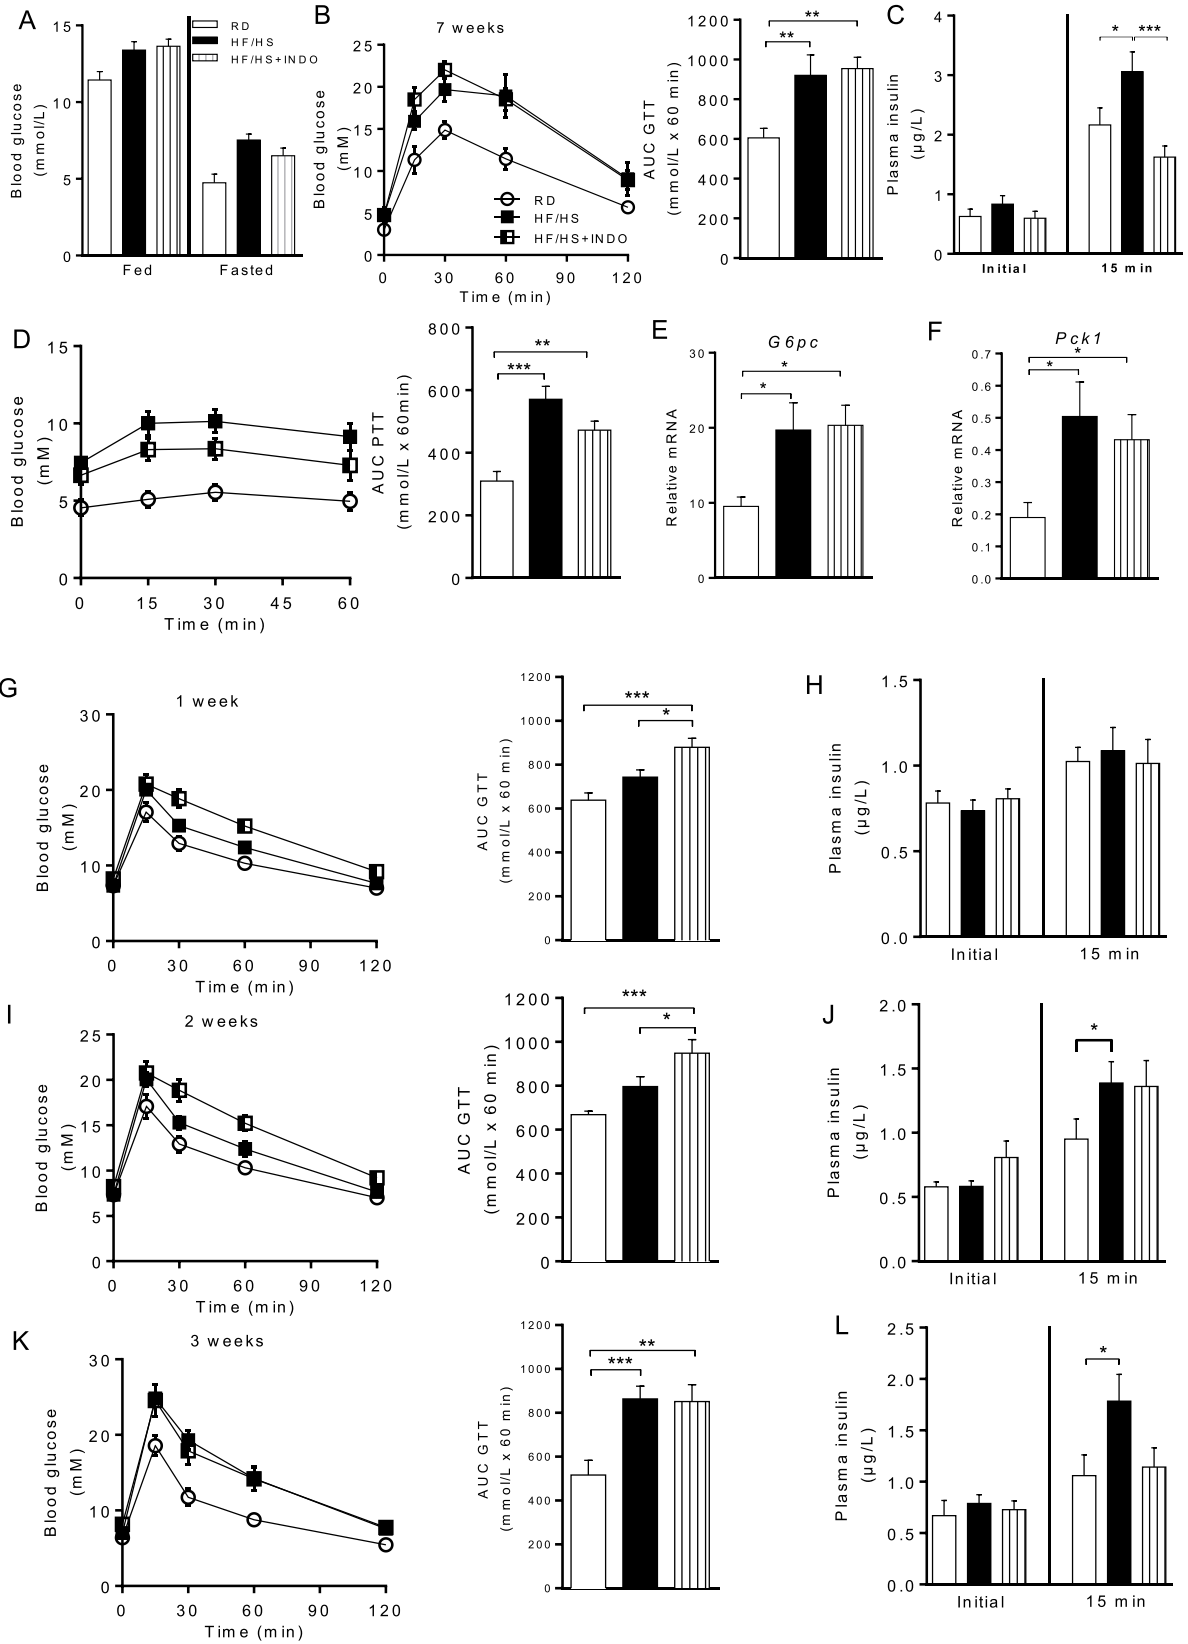 A
Blood glucose
(mmol/L)
15
10
5
0
Fed
Fasted
RD
HF/HS
HF/HS+INDO
B
7 weeks
Blood glucose
(mM)
25
20
15
10
5
0
0 30 60 90 120
Time (min)
RD
HF/HS
HF/HS+INDO
AUC GTT
(mmol/L x 60 min)
1200
1000
800
600
400
200
0
**
**
C
Plasma insulin
(µg/L)
4
3
2
1
0
* ***
Initial
15 min
D
Blood glucose
(mM)
15
10
5
0
0 15 30 45 60
Time (min)
AUC PTT
(mmol/L x 60min)
800
600
400
200
0
**
***
E
G6pc
Relative mRNA
30
20
10
0
*
*
F
Pck1
Relative mRNA
0.7
0.6
0.5
0.4
0.3
0.2
0.1
0.0
*
*
G
1 week
Blood glucose
(mM)
30
20
10
0
0 30 60 90 120
Time (min)
AUC GTT
(mmol/L x 60 min)
1200
1000
800
600
400
200
0
***
*
H
Plasma insulin
(µg/L)
1.5
1.0
0.5
0.0
Initial
15 min
I
2 weeks
Blood glucose
(mM)
25
20
15
10
5
0
0 30 60 90 120
Time (min)
AUC GTT
(mmol/L x 60 min)
1200
1000
800
600
400
200
0
***
*
J
Plasma insulin
(µg/L)
2.0
1.5
1.0
0.5
0.0
*
Initial
15 min
K
3 weeks
Blood glucose
(mM)
30
20
10
0
0 30 60 90 120
Time (min)
AUC GTT
(mmol/L x 60 min)
1200
1000
800
600
400
200
0
**
***
L
Plasma insulin
(µg/L)
2.5
2.0
1.5
1.0
0.5
0.0
*
Initial
15 min